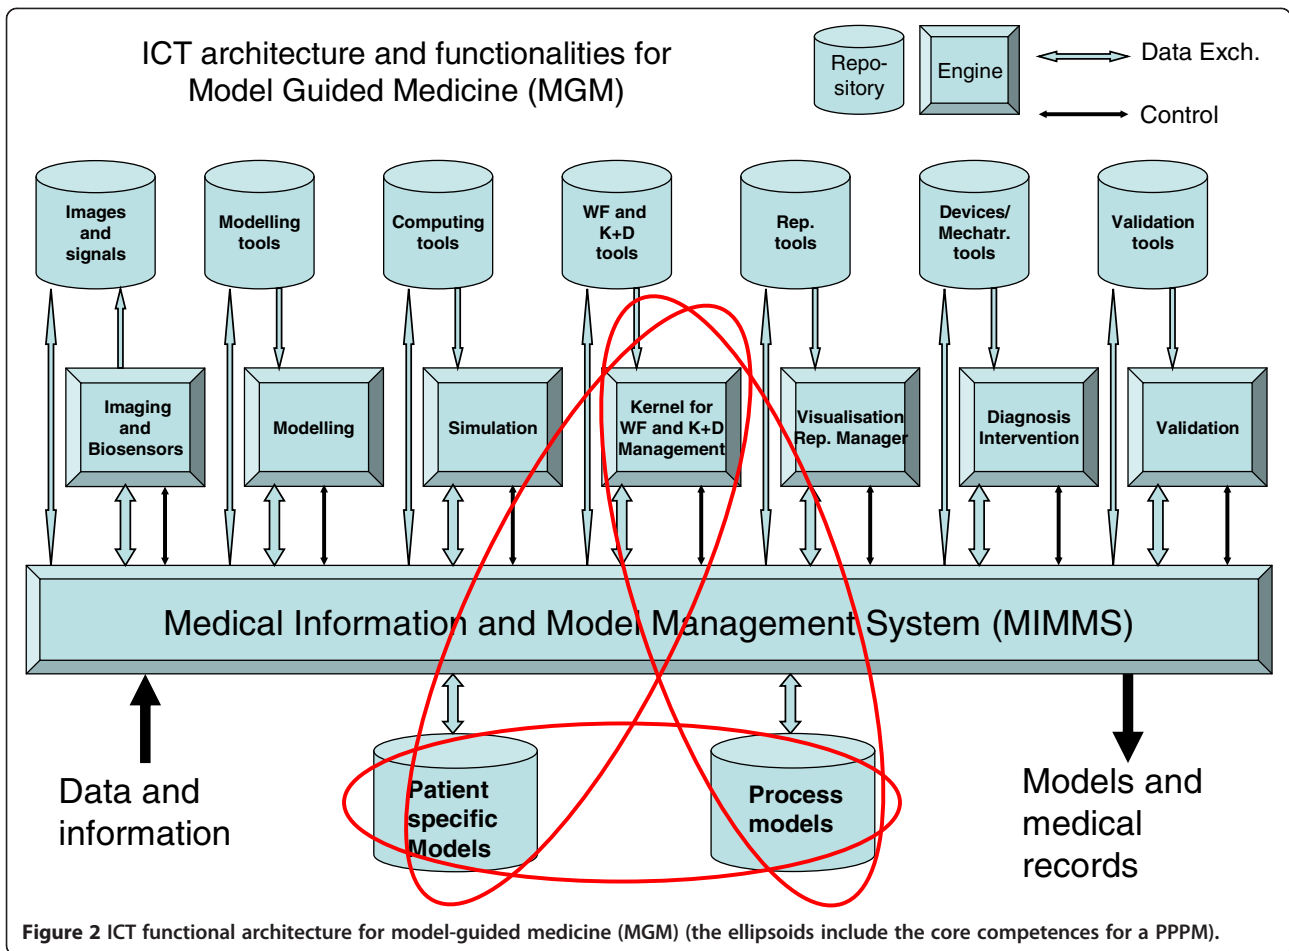 ICT architecture and functionalities for
Model Guided Medicine (MGM)
Repo-
sitory
Engine
Data Exch.
Control
Images
and
signals
Modelling
tools
Computing
tools
WF and
K+D
tools
Rep.
tools
Devices/
Mechatr.
tools
Validation
tools
Imaging
and
Biosensors
Modelling
Simulation
Kernel for
WF and K+D
Management
Visualisation
Rep. Manager
Diagnosis
Intervention
Validation
Medical Information and Model Management System (MIMMS)
Data and
information
Patient
specific
Models
Process
models
Models and
medical
records
Figure 2 ICT functional architecture for model-guided medicine (MGM) (the ellipsoids include the core competences for a PPPM).